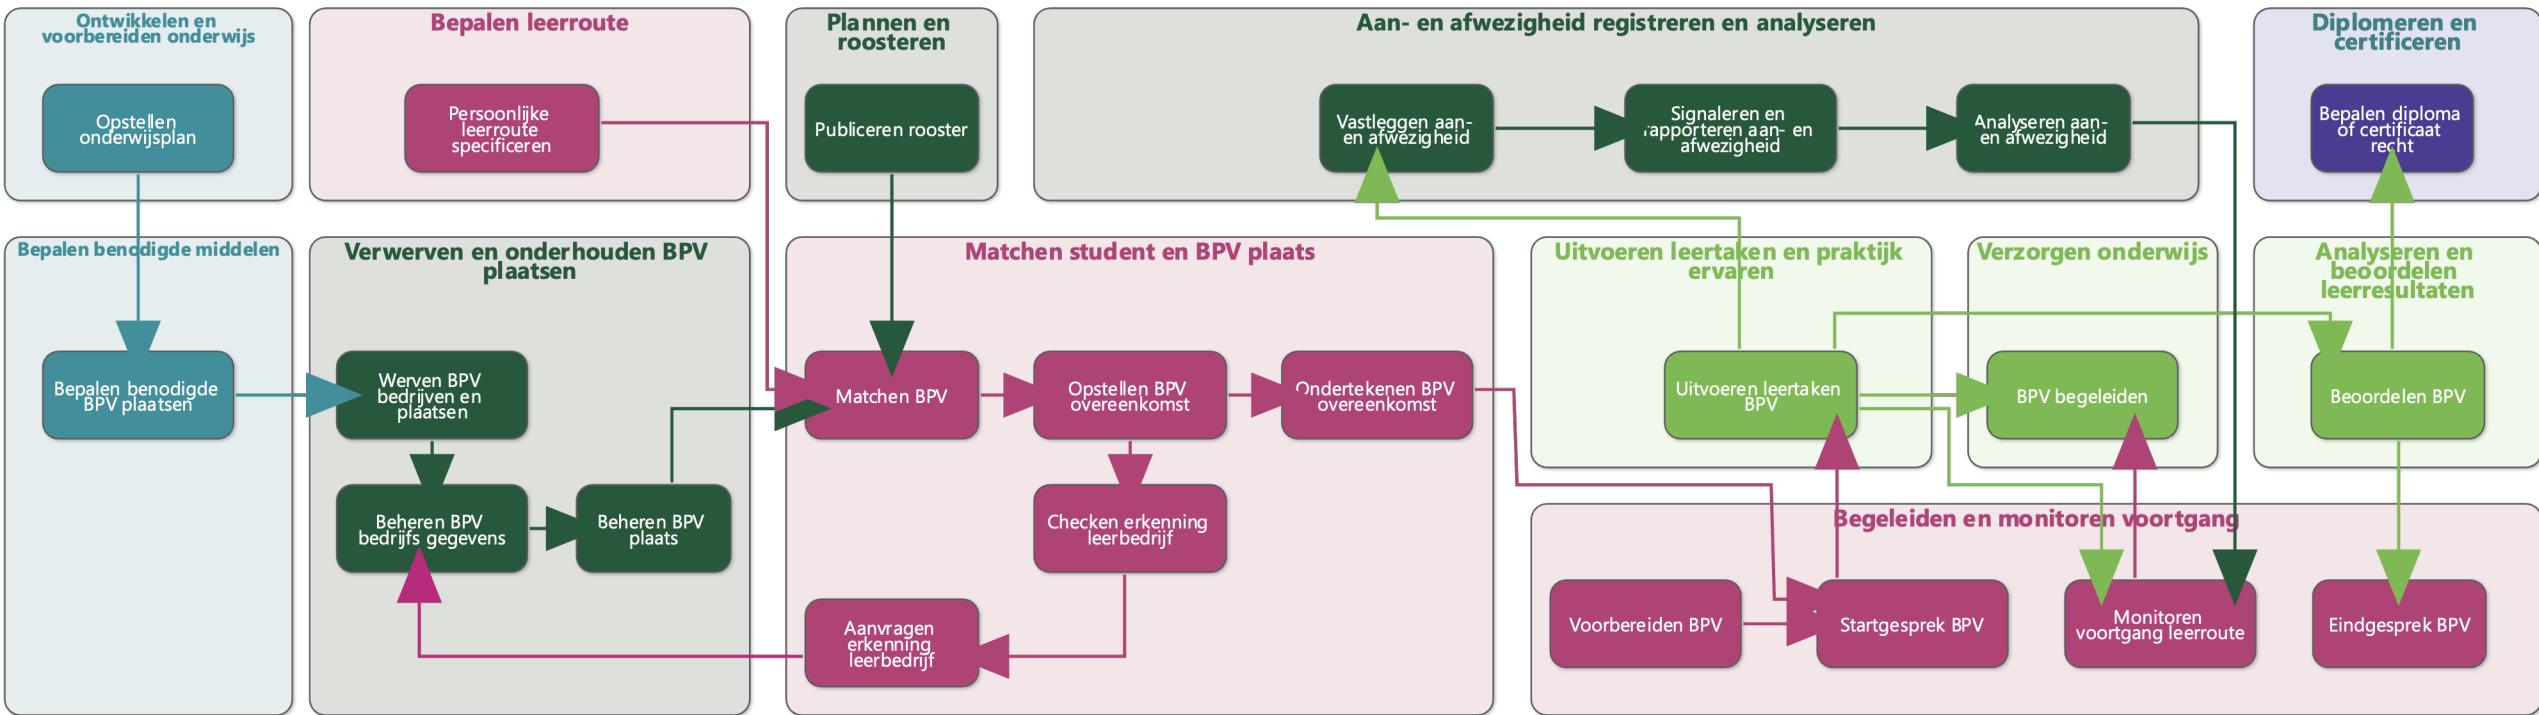 Ontwikkelen en
voorbereiden onderwijs
Opstellen
onderwijsplan
Bepalen leerroute
Persoonlijke
leerroute
specificeren
Plannen en
roosteren
Publiceren rooster
Aan- en afwezigheid registreren en analyseren
Vastleggen aan-
en afwezigheid
Signaleren en
rapporteren aan- en
afwezigheid
Analyseren aan-
en afwezigheid
Diplomeren en
certificeren
Bepalen diploma
of certificaat
recht
Bepalen benodigde middelen
Bepalen benodigde
BPV plaatsen
Verwerven en onderhouden BPV
plaatsen
Werven BPV
bedrijven en
plaatsen
Beheren BPV
bedrijfs gegevens
Beheren BPV
plaats
Matchen student en BPV plaats
Matchen BPV
Opstellen BPV
overeenkomst
Ondertekenen BPV
overeenkomst
Checken erkenning
leerbedrijf
Aanvragen
erkenning
leerbedrijf
Uitvoeren leertaken en praktijk
ervaren
Uitvoeren leertaken
BPV
Verzorgen onderwijs
BPV begeleiden
Analyseren en
beoordelen
leerresultaten
Beoordelen BPV
Begeleiden en monitoren voortgang
Voorbereiden BPV
Startgesprek BPV
Monitoren
voortgang leerroute
Eindgesprek BPV